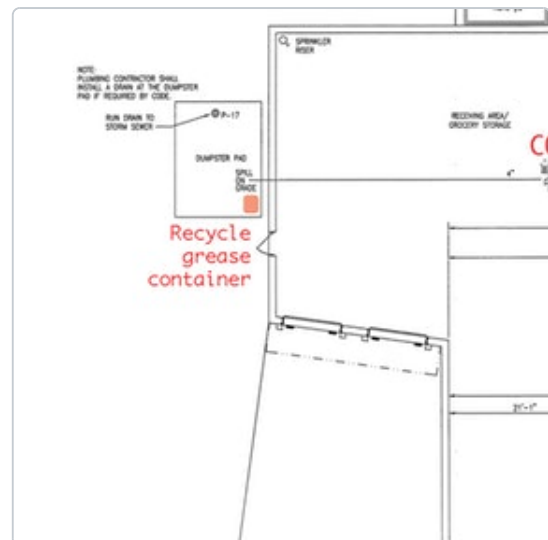 SPRINKLER
RISER
NOTE:
PLUMBING CONTRACTOR SHALL
INSTALL A DRAIN AT THE DUMPSTER
PAD IF REQUIRED BY CODE.
RUN DRAIN TO
STORM SEWER
P-17
RECEIVING AREA/
GROCERY STORAGE
DUMPSTER PAD
SPILL
ON
GRADE
4"
Recycle
grease
container
21'-1"